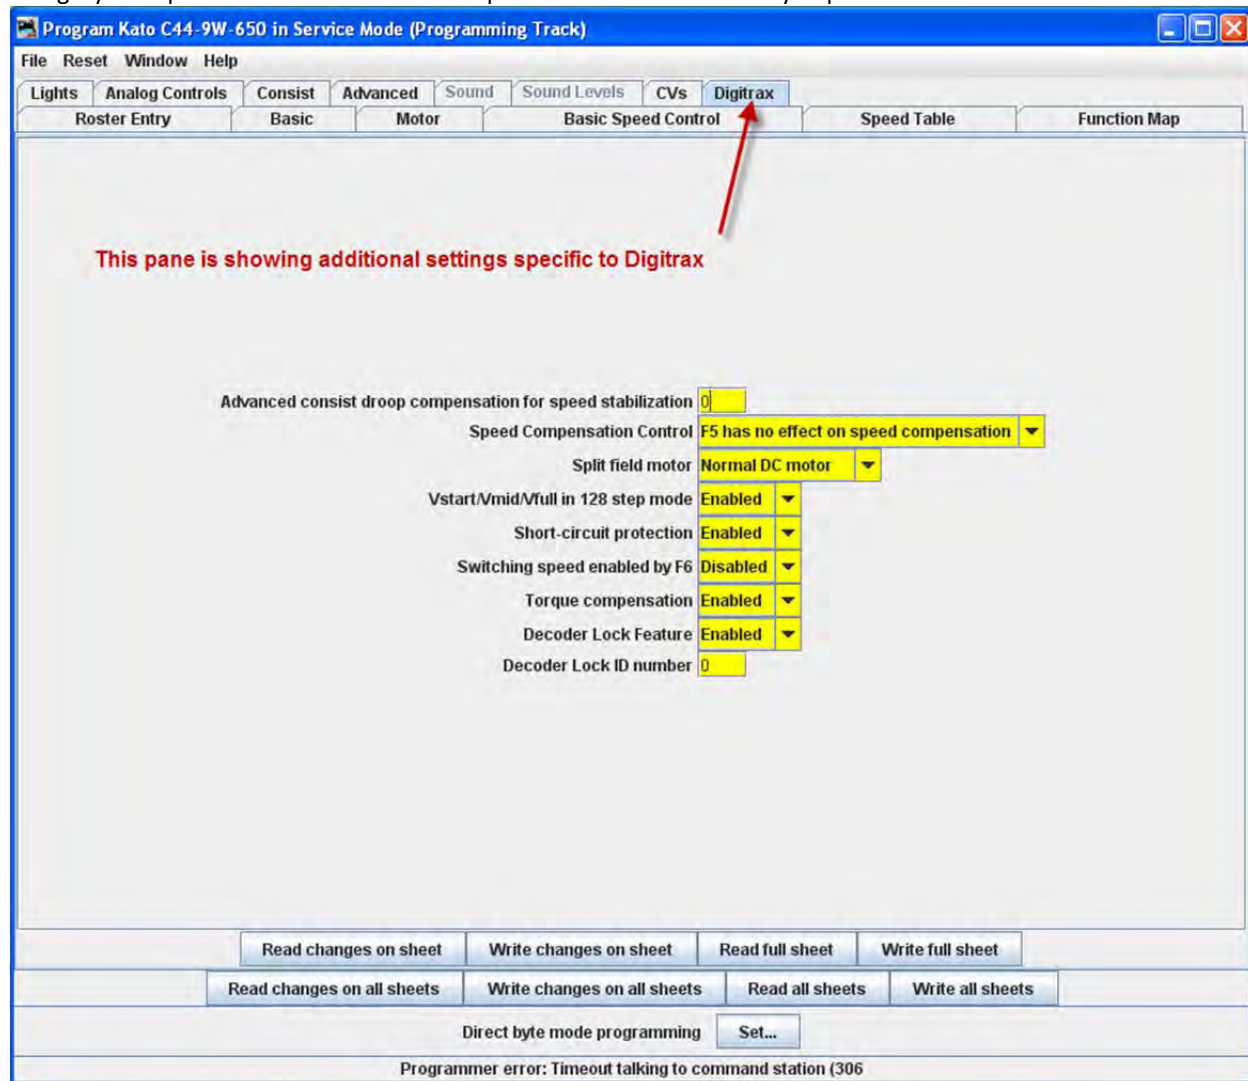 Program Kato C44-9W-650 in Service Mode (Programming Track)
File Reset Window Help
Lights Analog Controls Consist Advanced Sound Sound Levels CVs Digitrax
Roster Entry Basic Motor Basic Speed Control Speed Table Function Map
This pane is showing additional settings specific to Digitrax
Advanced consist droop compensation for speed stabilization 0
Speed Compensation Control F5 has no effect on speed compensation
Split field motor Normal DC motor
Vstart/Vmid/Vfull in 128 step mode Enabled
Short-circuit protection Enabled
Switching speed enabled by F6 Disabled
Torque compensation Enabled
Decoder Lock Feature Enabled
Decoder Lock ID number 0
Read changes on sheet Write changes on sheet Read full sheet Write full sheet
Read changes on all sheets Write changes on all sheets Read all sheets Write all sheets
Direct byte mode programming Set...
Programmer error: Timeout talking to command station (306